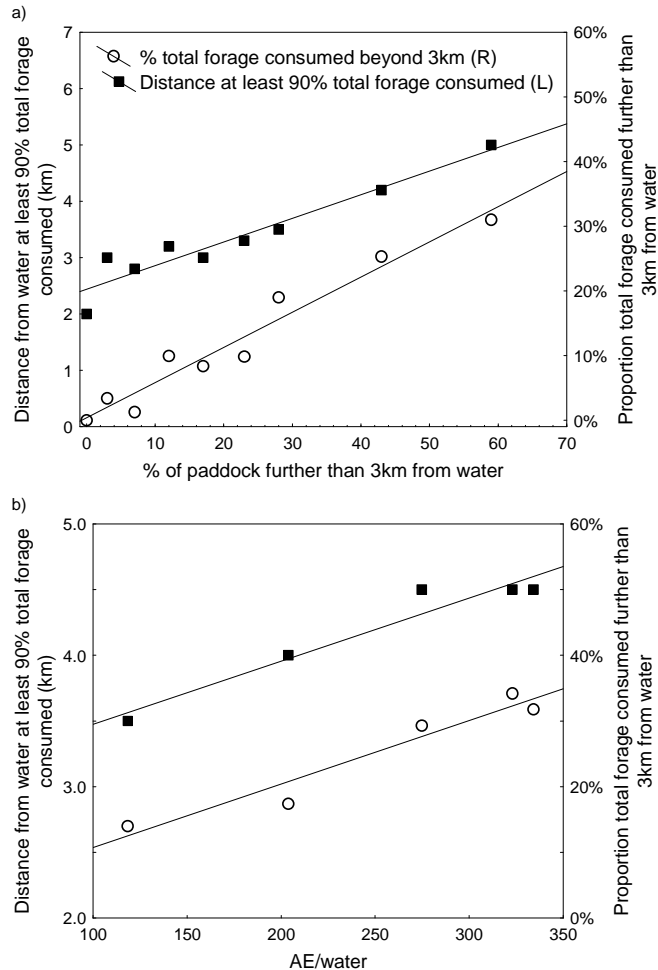 a)
7
6
5
4
3
2
1
0
Distance from water at least 90% total forage
consumed (km)
% total forage consumed beyond 3km (R)
Distance at least 90% total forage consumed (L)
60%
50%
40%
30%
20%
10%
0%
Proportion total forage consumed further than
3km from water
0 10 20 30 40 50 60 70
% of paddock further than 3km from water
b)
5.0
4.0
3.0
2.0
Distance from water at least 90% total forage
consumed (km)
60%
40%
20%
0%
Proportion total forage consumed further than
3km from water
100 150 200 250 300 350
AE/water